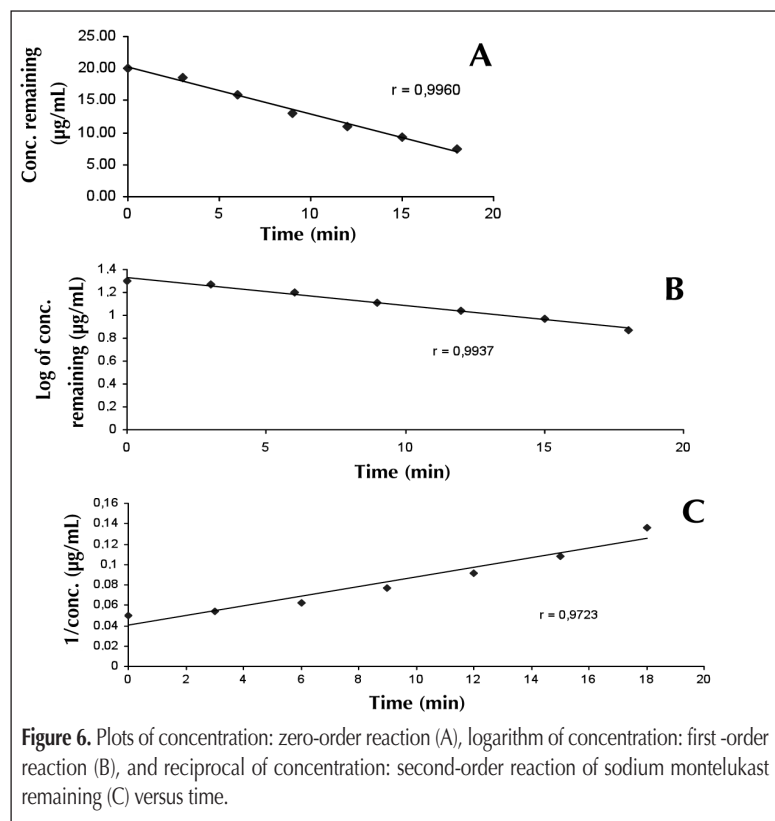 A
Conc. remaining
(µg/mL)
25.00
20.00
15.00
10.00
5.00
0.00
r = 0,9960
0
5
10
15
20
Time (min)
B
Log of conc.
remaining (µg/mL)
1.4
1.2
1
0.8
0.6
0.4
0.2
0
r = 0,9937
0
5
10
15
20
Time (min)
C
1/conc. (µg/mL)
0,16
0,14
0,12
0,1
0,08
0.06
0.04
0.02
0
r = 0,9723
0
2
4
6
8
10
12
14
16
18
20
Time (min)
Figure 6. Plots of concentration: zero-order reaction (A), logarithm of concentration: first -order
reaction (B), and reciprocal of concentration: second-order reaction of sodium montelukast
remaining (C) versus time.